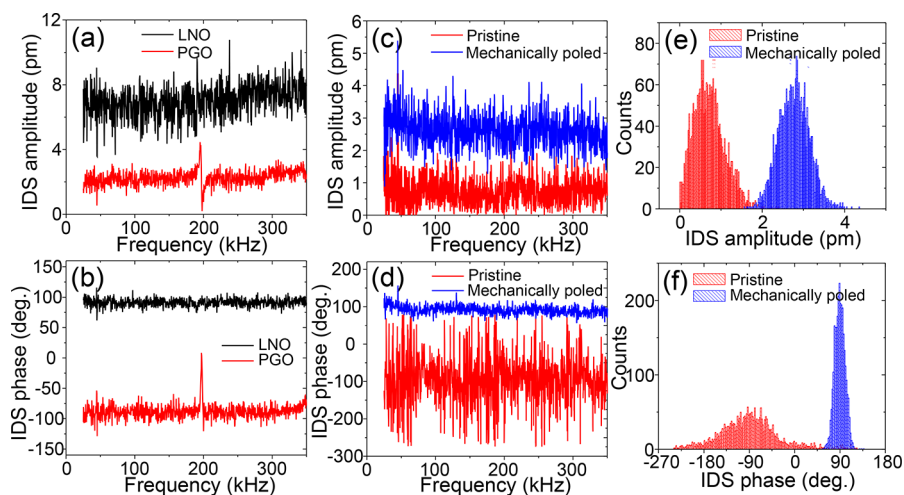 (a)
LNO
PGO
12
8
4
0
IDS amplitude (pm)
0 100 200 300
Frequency (kHz)
(c)
Pristine
Mechanically poled
6
5
4
3
2
1
0
IDS amplitude (pm)
0 100 200 300
Frequency (kHz)
(e)
Pristine
Mechanically poled
80
60
40
20
0
Counts
0 2 4
IDS amplitude (pm)
(b)
LNO
PGO
150
100
50
0
-50
-100
-150
IDS phase (deg.)
0 100 200 300
Frequency (kHz)
(d)
Pristine
Mechanically poled
200
100
0
-100
-200
-300
IDS phase (deg.)
0 100 200 300
Frequency (kHz)
(f)
Pristine
Mechanically poled
200
100
0
Counts
-270 -180 -90 0 90 180
IDS phase (deg.)